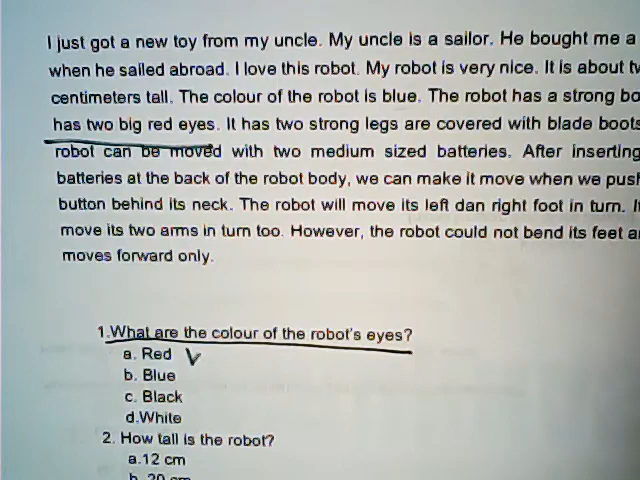 I just got a new toy from my uncle. My uncle is a sailor. He bought me a
when he sailed abroad. I love this robot. My robot is very nice. It is about
centimeters tall. The colour of the robot is blue. The robot has a strong
has two big red eyes. It has two strong legs are covered with blade boots
robot can be moved with two medium sized batteries. After inserting
batteries at the back of the robot body, we can make it move when we push
button behind its neck. The robot will move its left dan right foot in turn.
move its two arms in turn too. However, the robot could not bend its feet
moves forward only.
1.What are the colour of the robot's eyes?
a. Red
b. Blue
c. Black
d.White
2. How tall is the robot?
a.12 cm
b. 20 cm